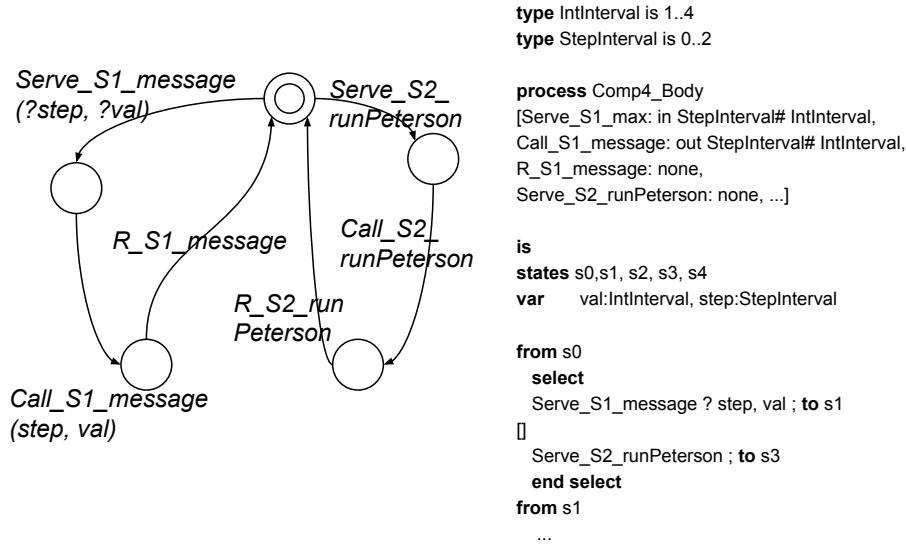 Serve_S1_message
(?step, ?val)
Serve_S2_
runPeterson
R_S1_message
Call_S2_
runPeterson
R_S2_run
Peterson
Call_S1_message
(step, val)
type IntInterval is 1..4
type StepInterval is 0..2
process Comp4_Body
[Serve_S1_max: in StepInterval# IntInterval,
Call_S1_message: out StepInterval# IntInterval,
R_S1_message: none,
Serve_S2_runPeterson: none, ...]
is
states s0,s1, s2, s3, s4
var val:IntInterval, step:StepInterval
from s0
select
Serve_S1_message ? step, val ; to s1
[]
Serve_S2_runPeterson ; to s3
end select
from s1
...